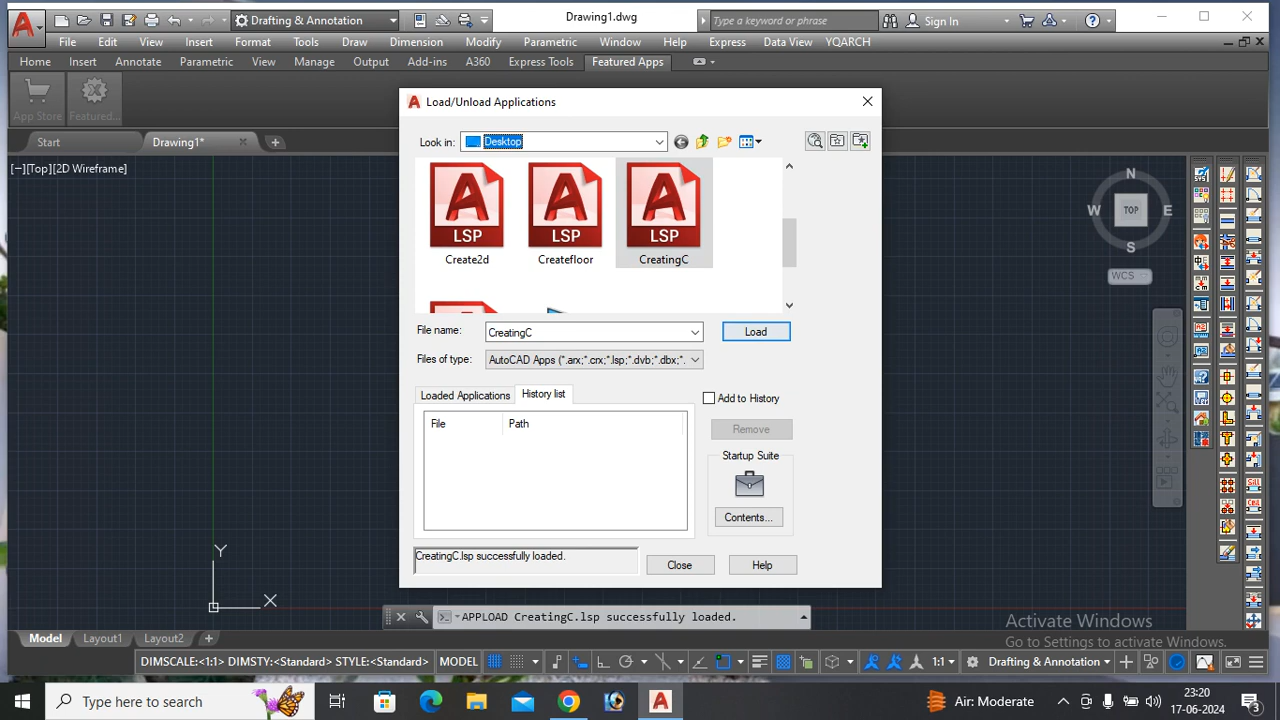 Drafting & Annotation
Drawing1.dwg
Type a keyword or phrase
Sign In
File Edit View Insert Format Tools Draw Dimension Modify Parametric Window Help Express Data View YQARCH
Home Insert Annotate Parametric View Manage Output Add-ins A360 Express Tools Featured Apps
App Store
Featured...
Start
Drawing1*
[−][Top][2D Wireframe]
Load/Unload Applications
Look in:
Desktop
LSP
LSP
LSP
Create2d
Createfloor
CreatingC
File name:
CreatingC
Load
Files of type:
AutoCAD Apps (*.arx;*.crx;*.lsp;*.dvb;*.dbx;*.
Loaded Applications
History list
Add to History
File
Path
Remove
Startup Suite
Contents...
CreatingC.lsp successfully loaded.
Close
Help
N
W
TOP
E
S
WCS
Y
X
APPLOAD CreatingC.lsp successfully loaded.
Activate Windows
Go to Settings to activate Windows.
Model Layout1 Layout2
DIMSCALE:<1:1> DIMSTY:<Standard> STYLE:<Standard>
MODEL
1:1
Drafting & Annotation
Type here to search
Air: Moderate
23:20
17-06-2024
3